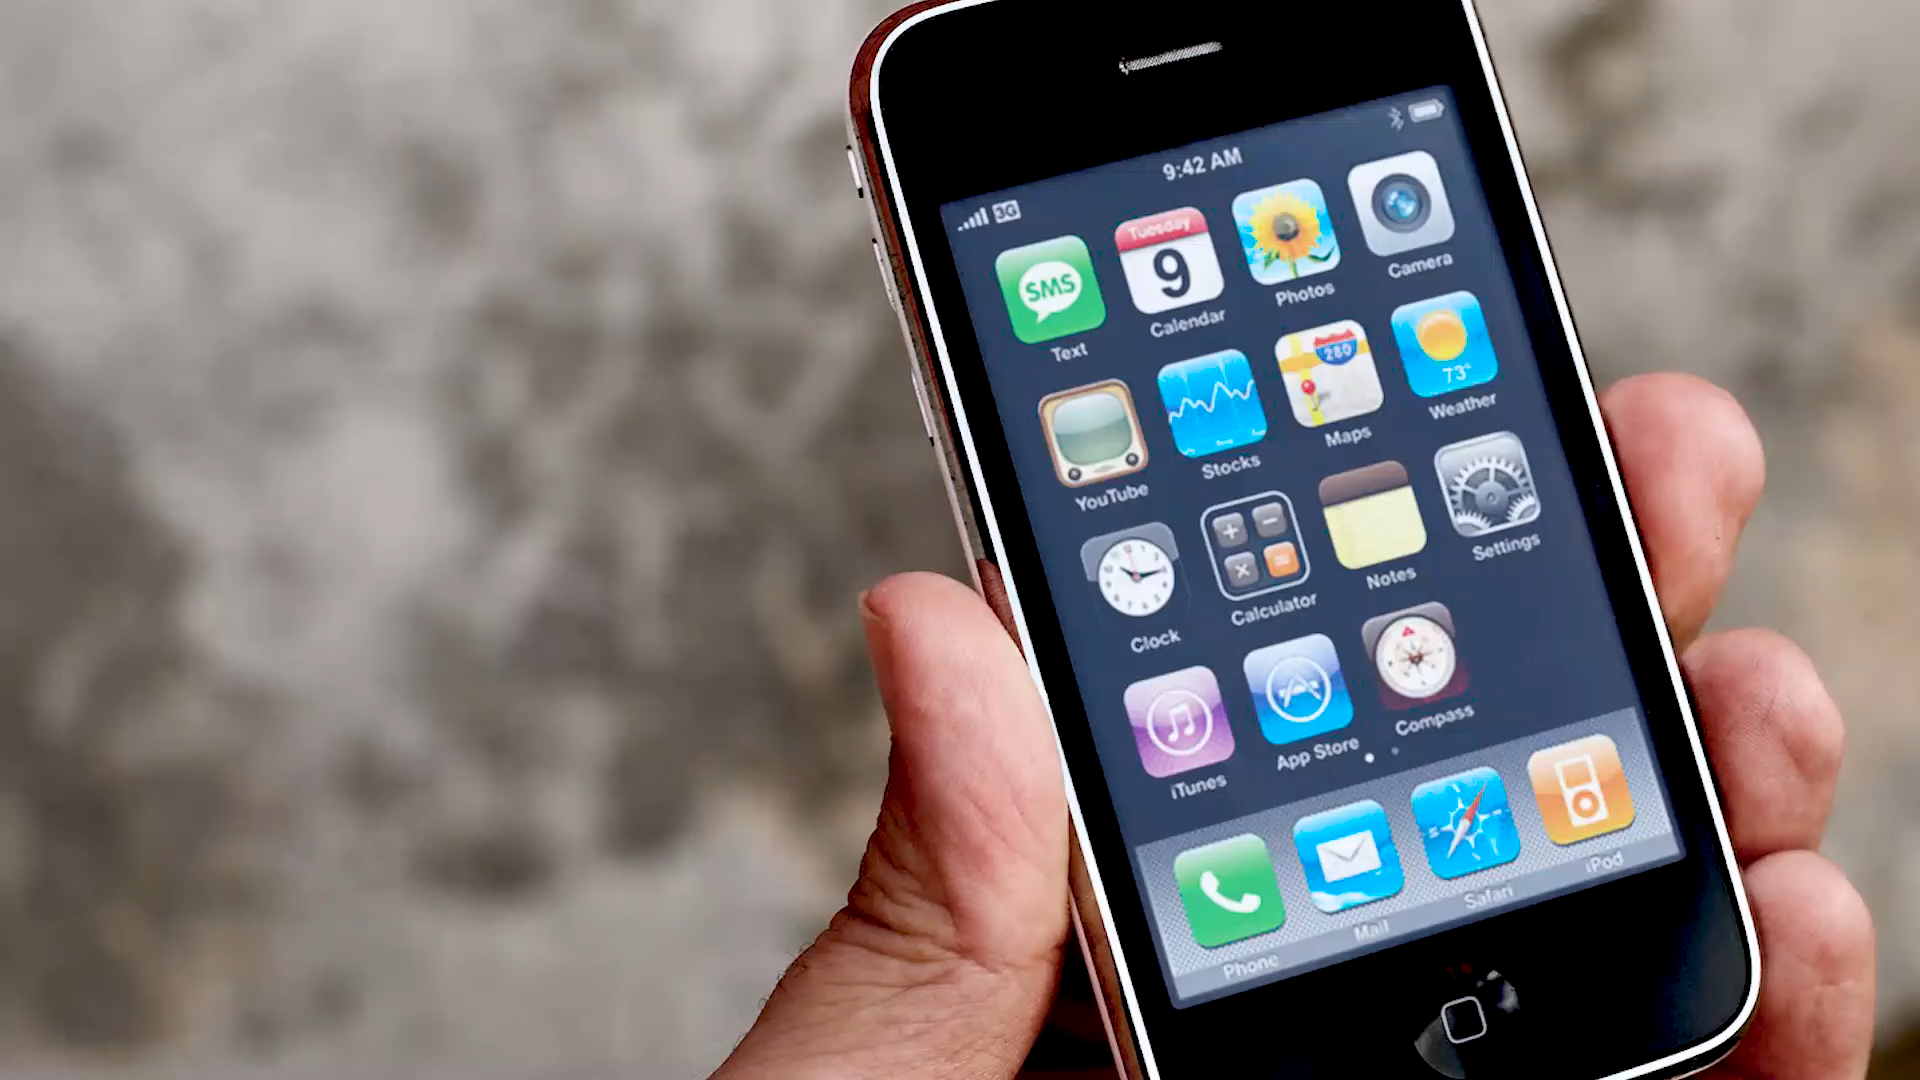 9:42 AM
3G
SMS
Text
Tuesday
9
Calendar
Photos
Camera
YouTube
Stocks
280
Maps
73°
Weather
Clock
Calculator
Notes
Settings
iTunes
App Store
Compass
Phone
Mail
Safari
iPod